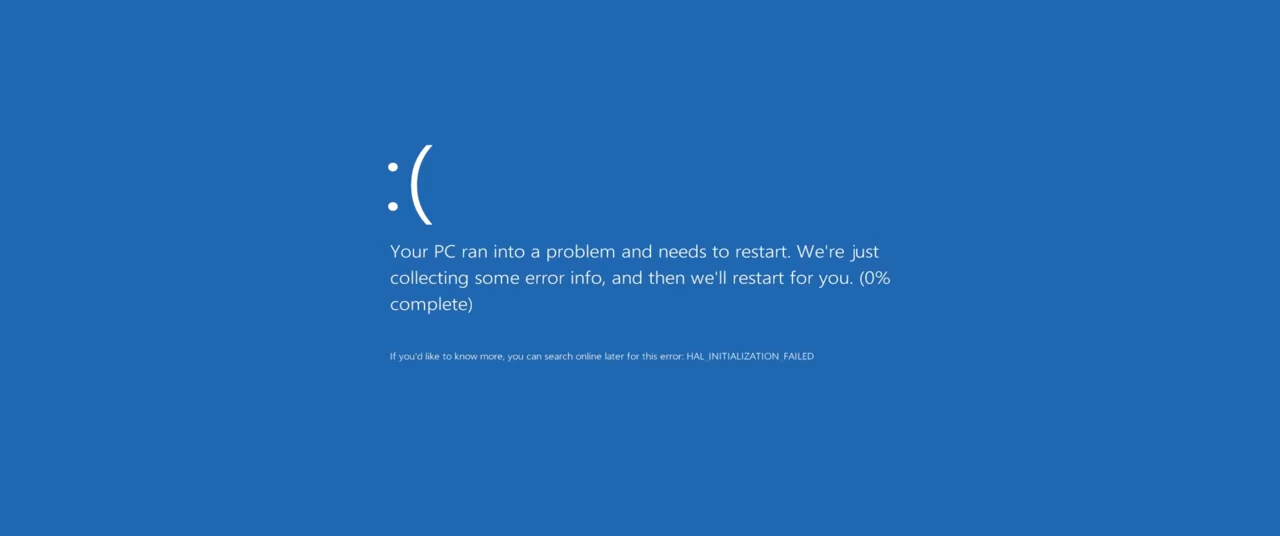 :(
Your PC ran into a problem and needs to restart. We're just
collecting some error info, and then we'll restart for you. (0%
complete)
If you'd like to know more, you can search online later for this error: HAL_INITIALIZATION_FAILED